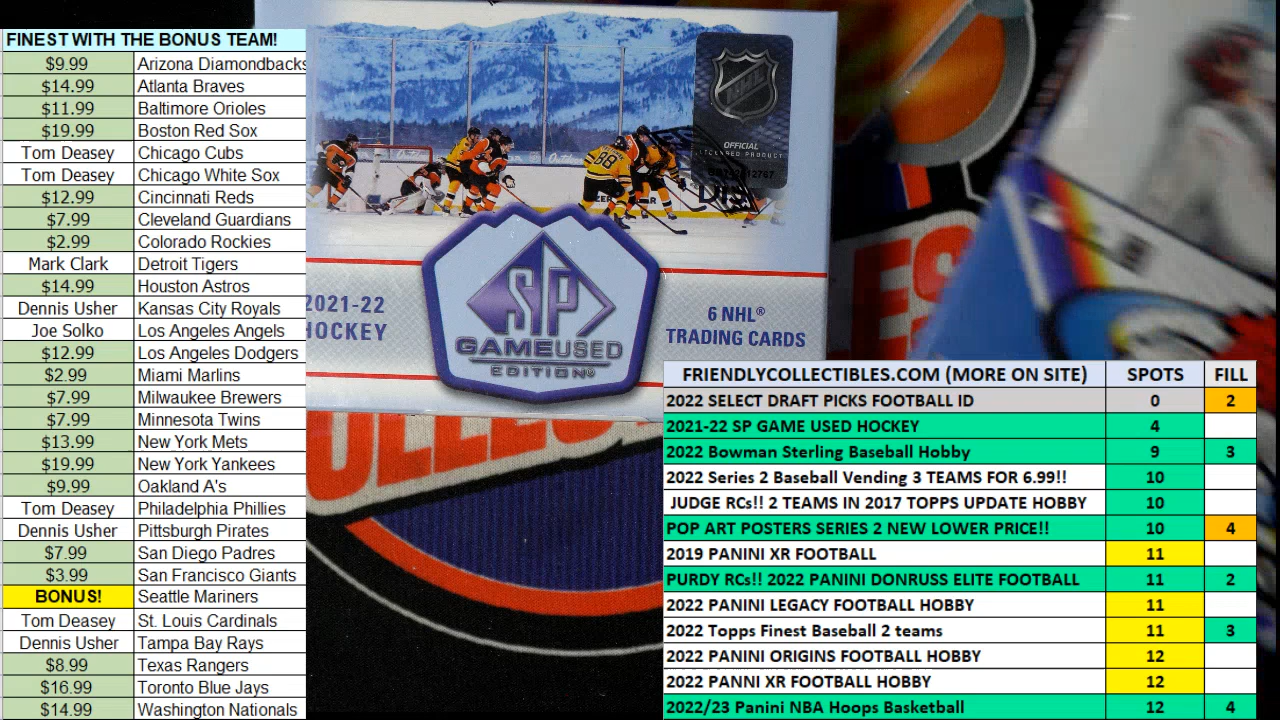 FINEST WITH THE BONUS TEAM!
$9.99 Arizona Diamondbacks
$14.99 Atlanta Braves
$11.99 Baltimore Orioles
$19.99 Boston Red Sox
Tom Deasey Chicago Cubs
Tom Deasey Chicago White Sox
$12.99 Cincinnati Reds
$7.99 Cleveland Guardians
$2.99 Colorado Rockies
Mark Clark Detroit Tigers
$14.99 Houston Astros
Dennis Usher Kansas City Royals
Joe Solko Los Angeles Angels
$12.99 Los Angeles Dodgers
$2.99 Miami Marlins
$7.99 Milwaukee Brewers
$7.99 Minnesota Twins
$13.99 New York Mets
$19.99 New York Yankees
$9.99 Oakland A's
Tom Deasey Philadelphia Phillies
Dennis Usher Pittsburgh Pirates
$7.99 San Diego Padres
$3.99 San Francisco Giants
BONUS! Seattle Mariners
Tom Deasey St. Louis Cardinals
Dennis Usher Tampa Bay Rays
$8.99 Texas Rangers
$16.99 Toronto Blue Jays
$14.99 Washington Nationals
NHL
OFFICIAL
LICENSED PRODUCT
88
2021-22
HOCKEY
SP
GAMEUSED
EDITION®
6 NHL®
TRADING CARDS
FRIENDLYCOLLECTIBLES.COM (MORE ON SITE) SPOTS FILL
2022 SELECT DRAFT PICKS FOOTBALL ID 0 2
2021-22 SP GAME USED HOCKEY 4
2022 Bowman Sterling Baseball Hobby 9 3
2022 Series 2 Baseball Vending 3 TEAMS FOR 6.99!! 10
JUDGE RCs!! 2 TEAMS IN 2017 TOPPS UPDATE HOBBY 10
POP ART POSTERS SERIES 2 NEW LOWER PRICE!! 10 4
2019 PANINI XR FOOTBALL 11
PURDY RCs!! 2022 PANINI DONRUSS ELITE FOOTBALL 11 2
2022 PANINI LEGACY FOOTBALL HOBBY 11
2022 Topps Finest Baseball 2 teams 11 3
2022 PANINI ORIGINS FOOTBALL HOBBY 12
2022 PANNI XR FOOTBALL HOBBY 12
2022/23 Panini NBA Hoops Basketball 12 4